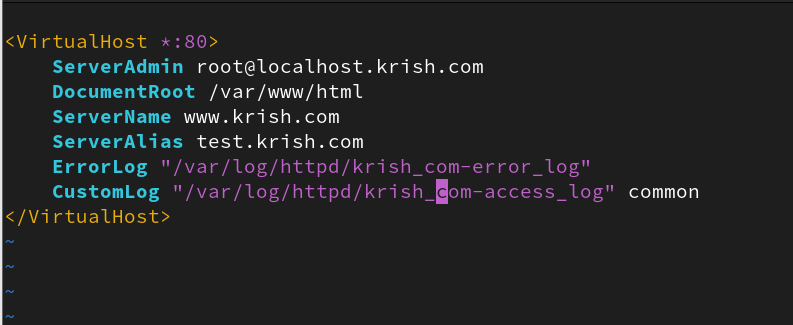 <VirtualHost *:80>
    ServerAdmin root@localhost.krish.com
    DocumentRoot /var/www/html
    ServerName www.krish.com
    ServerAlias test.krish.com
    ErrorLog "/var/log/httpd/krish_com-error_log"
    CustomLog "/var/log/httpd/krish_com-access_log" common
</VirtualHost>
~
~
~
~